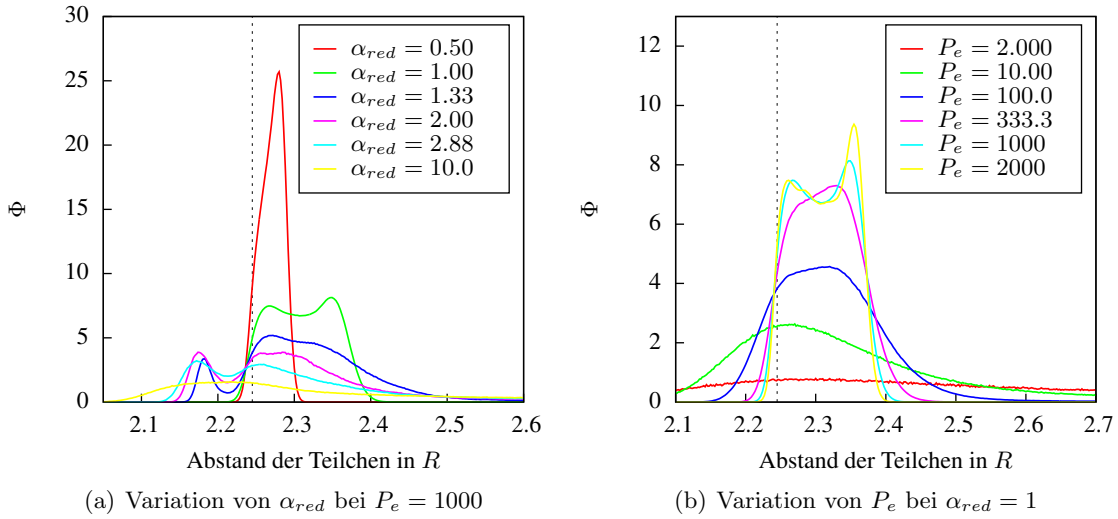 30
25
20
15
10
5
0
Φ
α_red = 0.50
α_red = 1.00
α_red = 1.33
α_red = 2.00
α_red = 2.88
α_red = 10.0
2.1 2.2 2.3 2.4 2.5 2.6
Abstand der Teilchen in R
(a) Variation von α_red bei P_e = 1000
12
10
8
6
4
2
0
Φ
P_e = 2.000
P_e = 10.00
P_e = 100.0
P_e = 333.3
P_e = 1000
P_e = 2000
2.1 2.2 2.3 2.4 2.5 2.6 2.7
Abstand der Teilchen in R
(b) Variation von P_e bei α_red = 1